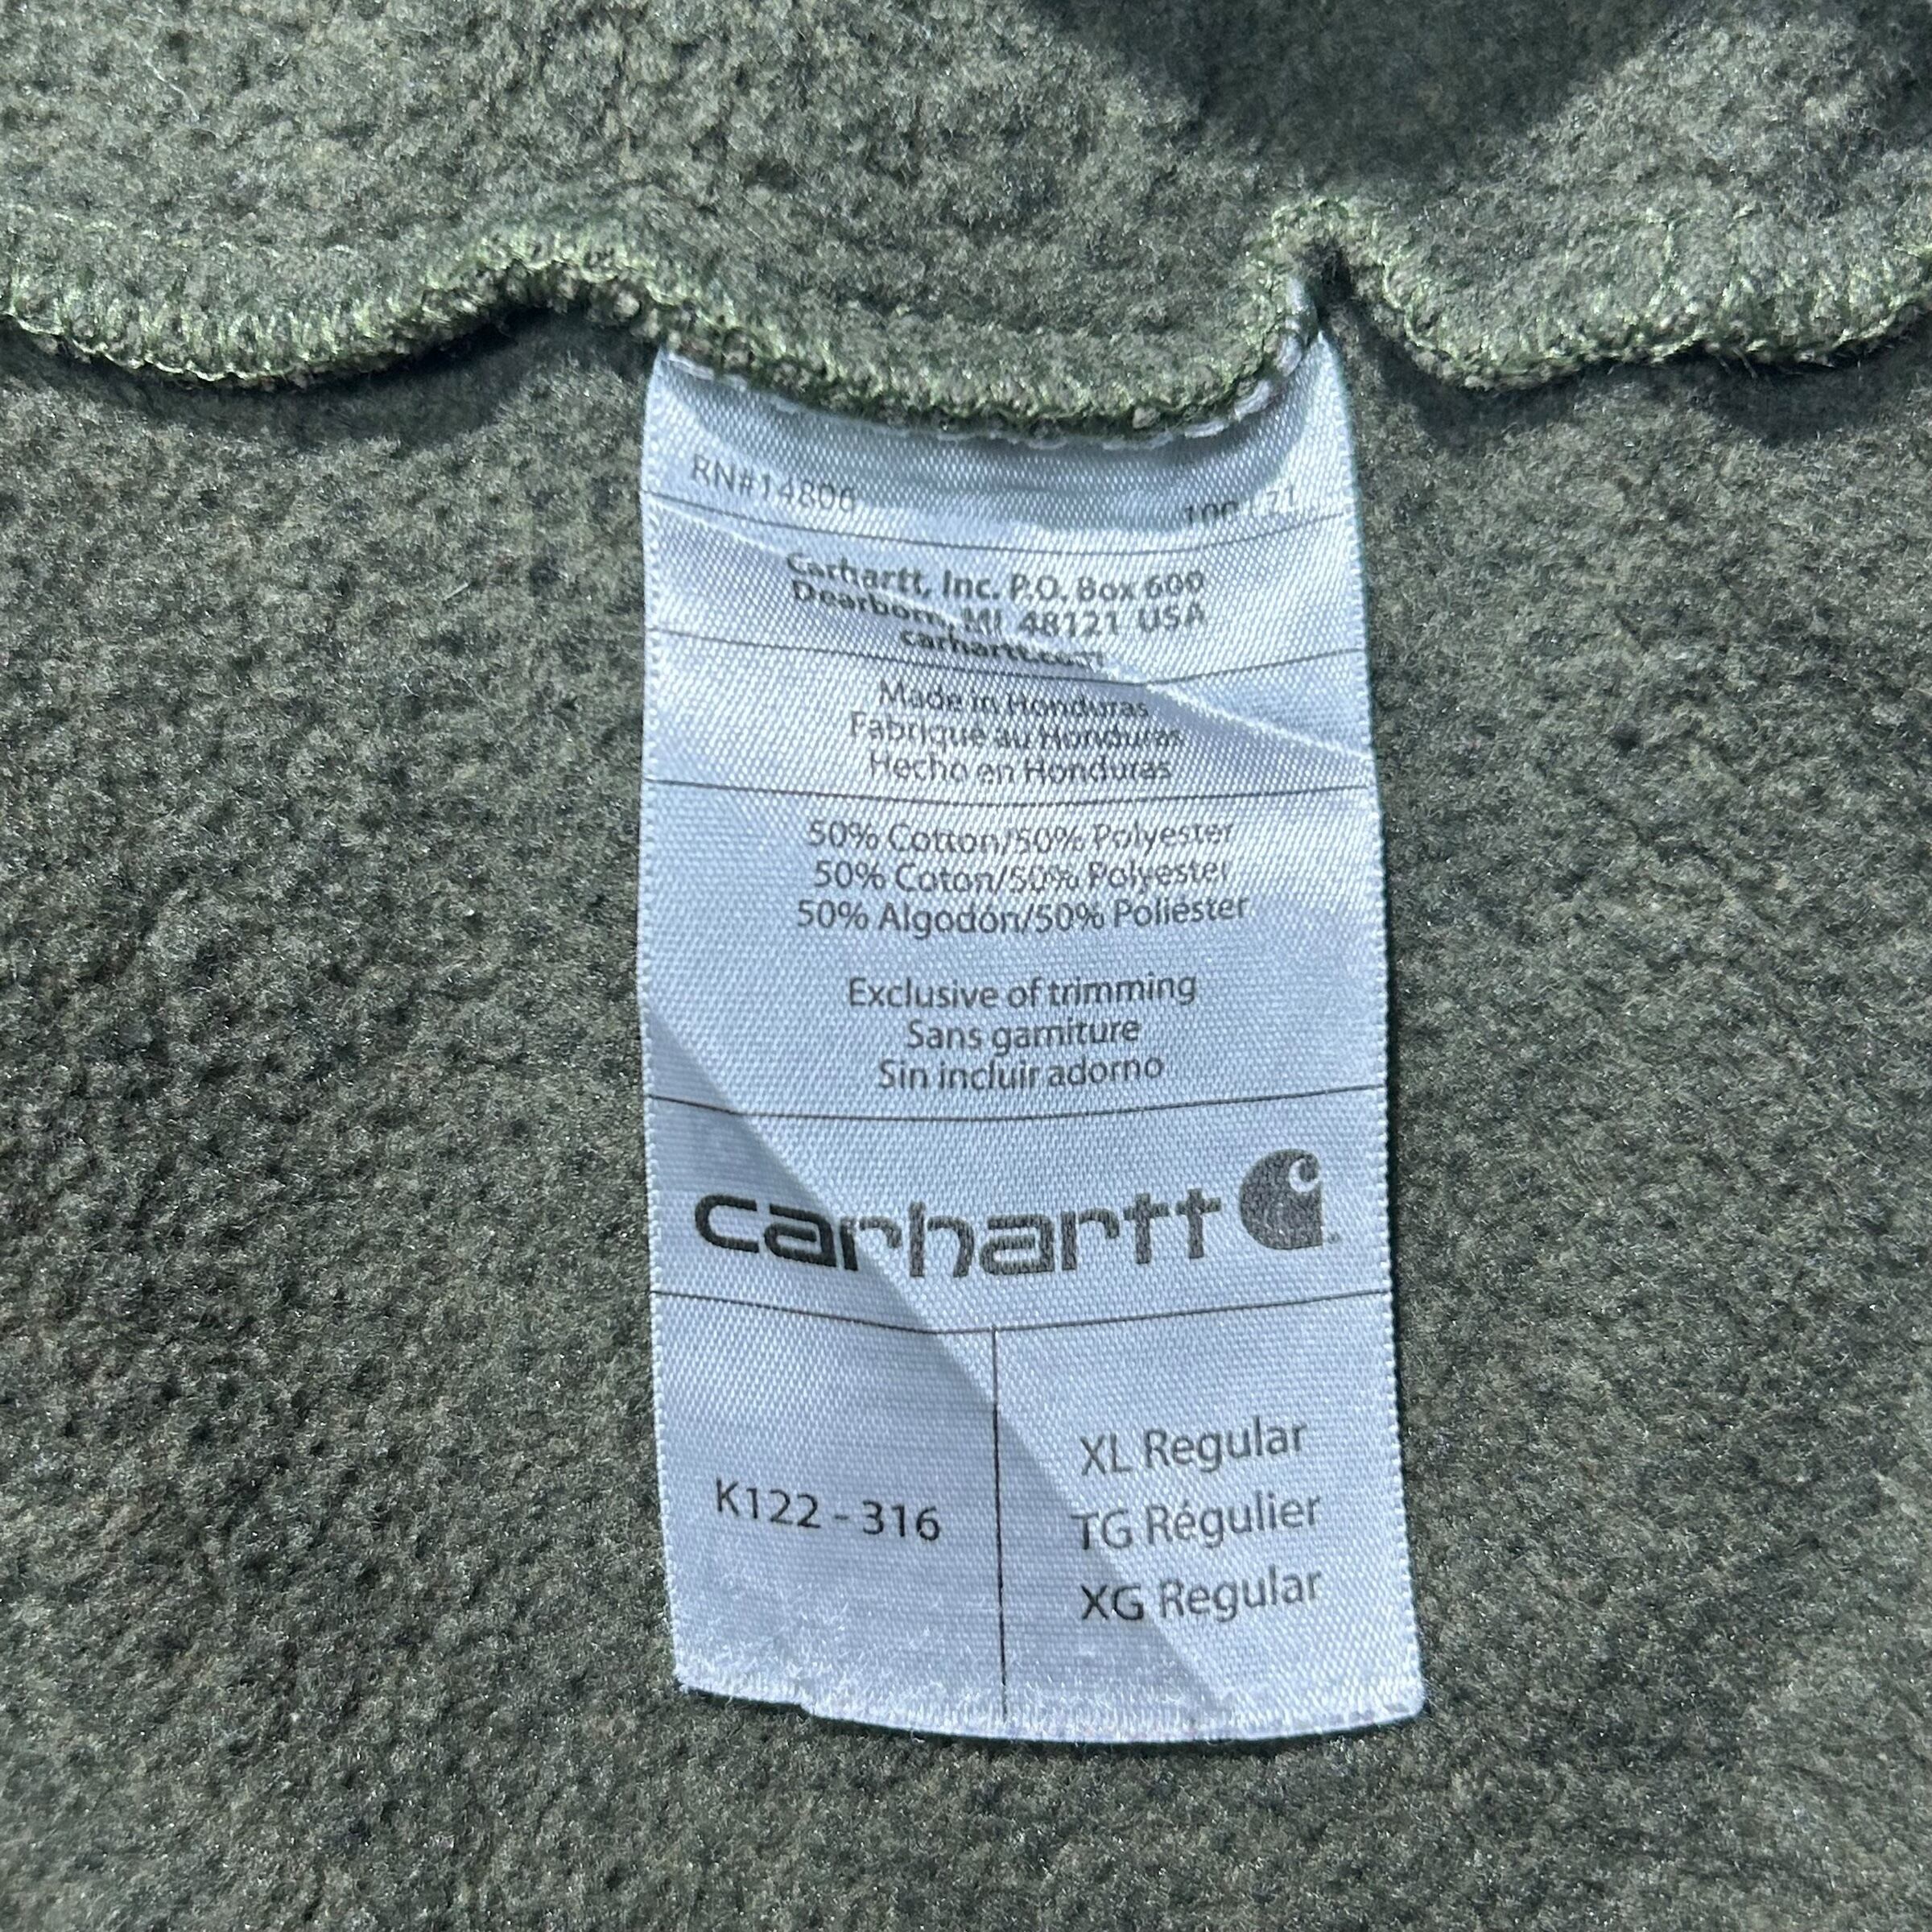 RN#14806
Carhartt, Inc. P.O. Box 600
Dearborn, MI 48121 USA
carhartt.com
Made in Honduras
Fabriqué au Honduras
Hecho en Honduras
50% Cotton/50% Polyester
50% Coton/50% Polyester
50% Algodón/50% Poliéster
Exclusive of trimming
Sans garniture
Sin incluir adorno
carhartt
K122 - 316
XL Regular
TG Régulier
XG Regular